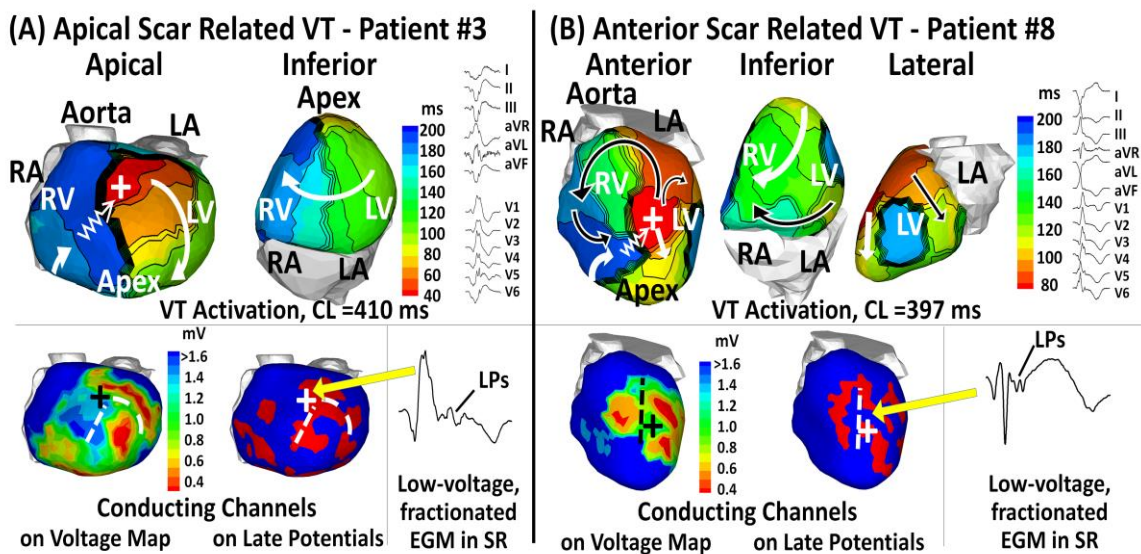 (A) Apical Scar Related VT - Patient #3
Apical
Inferior
Aorta
LA
Apex
RA
RV
LV
+
Apex
RV
LV
RA
LA
ms
200
180
160
140
120
100
80
60
40
I
II
III
aVR
aVL
aVF
V1
V2
V3
V4
V5
V6
VT Activation, CL =410 ms
mV
>1.6
1.4
1.2
1.0
0.8
0.6
0.4
+
+
LPs
Conducting Channels
on Voltage Map
on Late Potentials
Low-voltage,
fractionated
EGM in SR
(B) Anterior Scar Related VT - Patient #8
Anterior
Inferior
Lateral
Aorta
RA
LA
RV
+
LV
Apex
RV
LV
RA
LA
LA
LV
ms
200
180
160
140
120
100
80
I
II
III
aVR
aVL
aVF
V1
V2
V3
V4
V5
V6
VT Activation, CL =397 ms
mV
>1.6
1.4
1.2
1.0
0.8
0.6
0.4
+
+
LPs
Conducting Channels
on Voltage Map
on Late Potentials
Low-voltage,
fractionated
EGM in SR